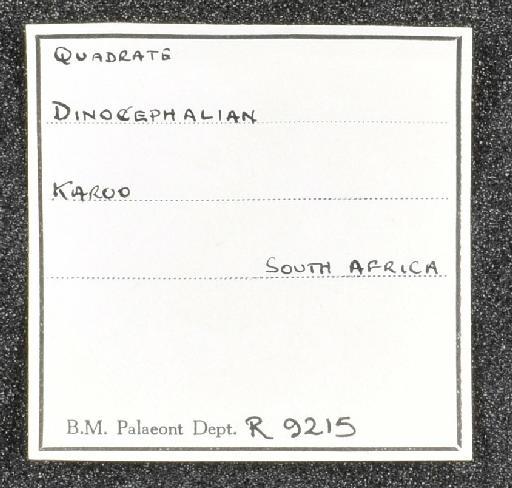 QUADRATE
DINOCEPHALIAN
KAROO
SOUTH AFRICA
B.M. Palaeont Dept. R 9215